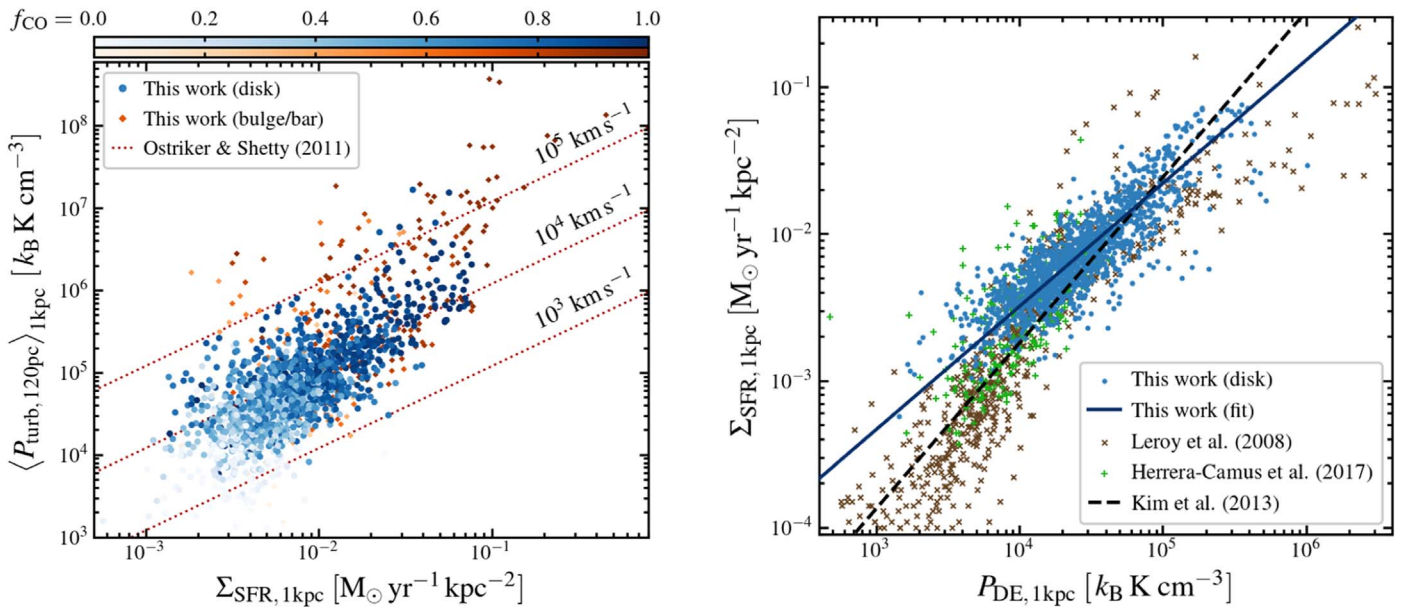 f_CO = 0.0 0.2 0.4 0.6 0.8 1.0
This work (disk)
This work (bulge/bar)
Ostriker & Shetty (2011)
10^5 km s^−1
10^4 km s^−1
10^3 km s^−1
10^8
10^7
10^6
10^5
10^4
10^3
⟨P_turb, 120pc⟩_1kpc [k_B K cm^−3]
10^−3 10^−2 10^−1
Σ_SFR, 1kpc [M_⊙ yr^−1 kpc^−2]
10^−1
10^−2
10^−3
10^−4
Σ_SFR, 1kpc [M_⊙ yr^−1 kpc^−2]
This work (disk)
This work (fit)
Leroy et al. (2008)
Herrera-Camus et al. (2017)
Kim et al. (2013)
10^3 10^4 10^5 10^6
P_DE, 1kpc [k_B K cm^−3]